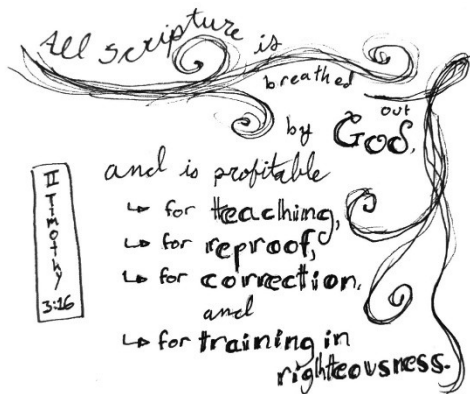 All Scripture is
breathed
out
by God,
and is profitable
↳ for teaching,
↳ for reproof,
↳ for correction,
and
↳ for training in
righteousness.
II
Timothy
3:16